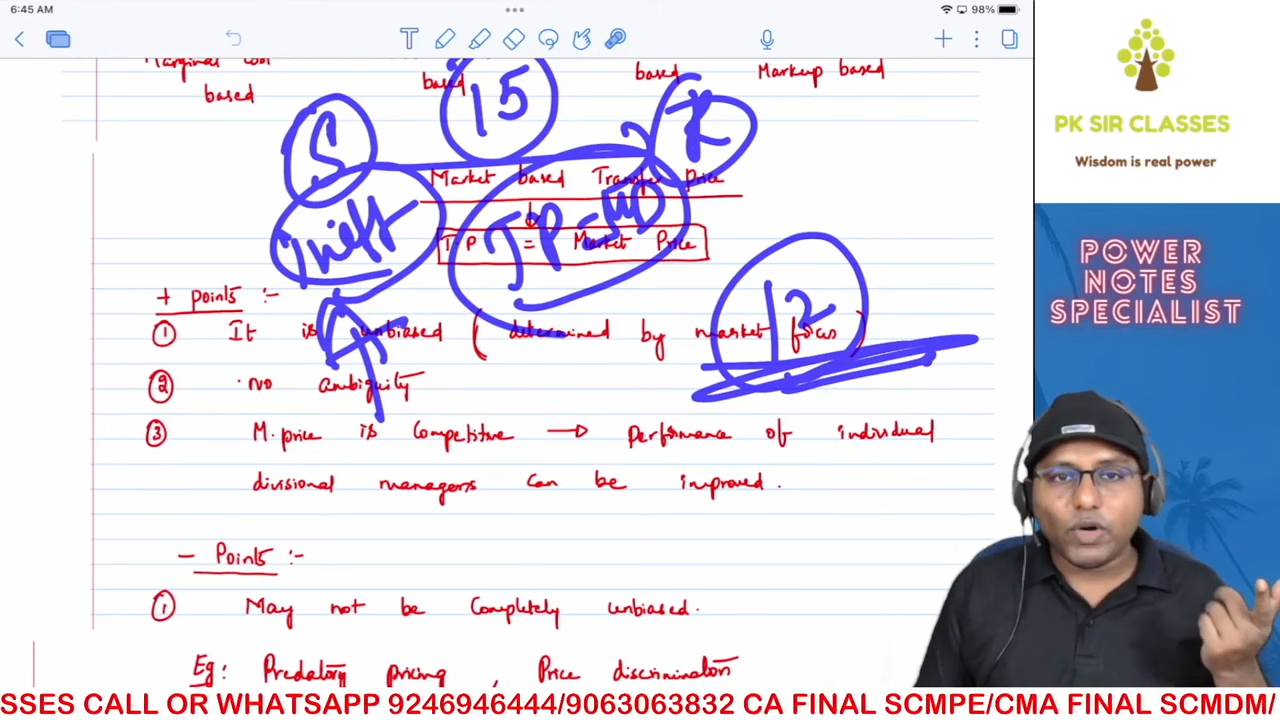 6:45 AM
98%
Marginal cost
based
based
based
Markup based
15
S
R
Market based Transfer price
T.P = Market Price
T.P =
+ points :-
① It is unbiased ( determined by market focus )
12
② no ambiguity
③ M.price is Competitive → Performance of individual
divisional managers can be improved.
- Points :-
① May not be Completely unbiased.
Eg: Predatory pricing , Price discrimination
PK SIR CLASSES
Wisdom is real power
POWER
NOTES
SPECIALIST
SSES CALL OR WHATSAPP 9246946444/9063063832 CA FINAL SCMPE/CMA FINAL SCMDM/